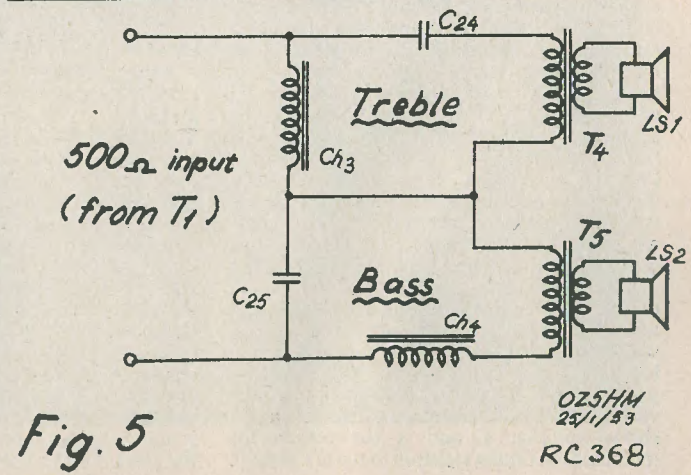 C24
Treble
LS1
T4
500Ω input
(from T1)
Ch3
T5
LS2
Bass
C25
Ch4
OZ5HM
25/1/53
Fig. 5
RC368